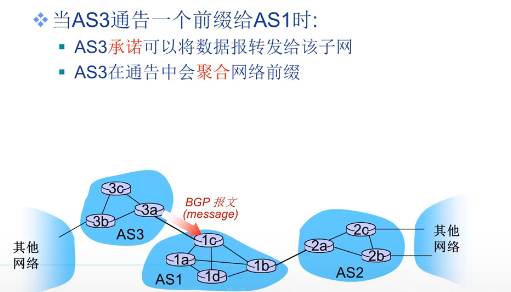 ❖ 当AS3通告一个前缀给AS1时:
▪ AS3承诺可以将数据报转发给该子网
▪ AS3在通告中会聚合网络前缀
3c
3b
3a
AS3
BGP 报文
(message)
其他
网络
1c
1a
1d
1b
AS1
2c
2a
2b
AS2
其他
网络